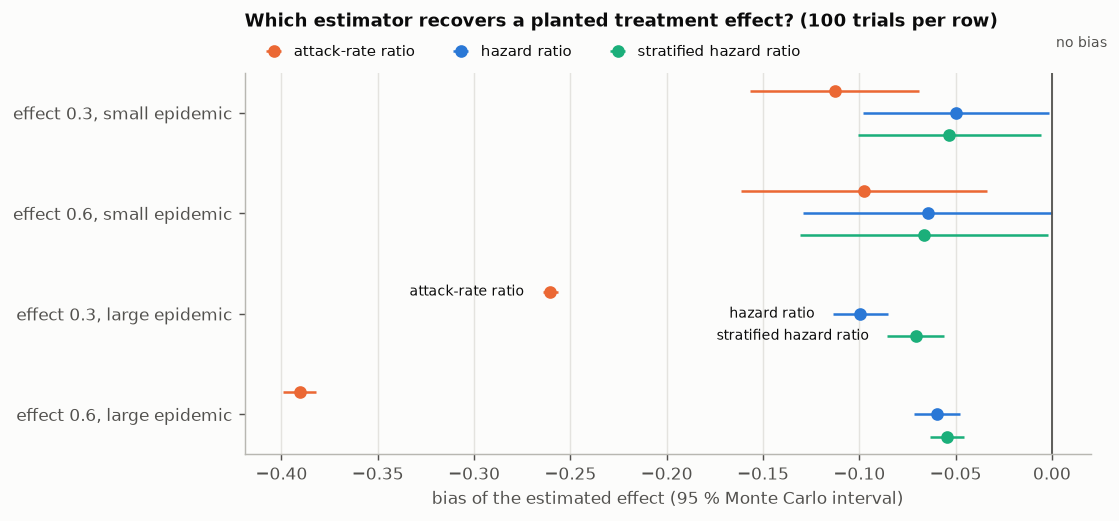 Which estimator recovers a planted treatment effect? (100 trials per row)
attack-rate ratio
hazard ratio
stratified hazard ratio
no bias
effect 0.3, small epidemic
effect 0.6, small epidemic
attack-rate ratio
hazard ratio
effect 0.3, large epidemic
stratified hazard ratio
effect 0.6, large epidemic
−0.40 −0.35 −0.30 −0.25 −0.20 −0.15 −0.10 −0.05 0.00
bias of the estimated effect (95 % Monte Carlo interval)